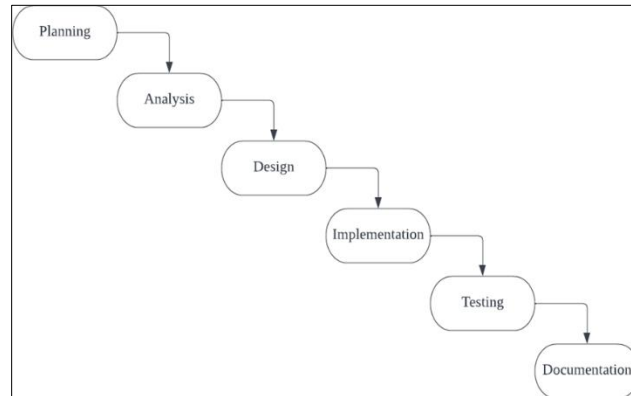 Planning
Analysis
Design
Implementation
Testing
Documentation